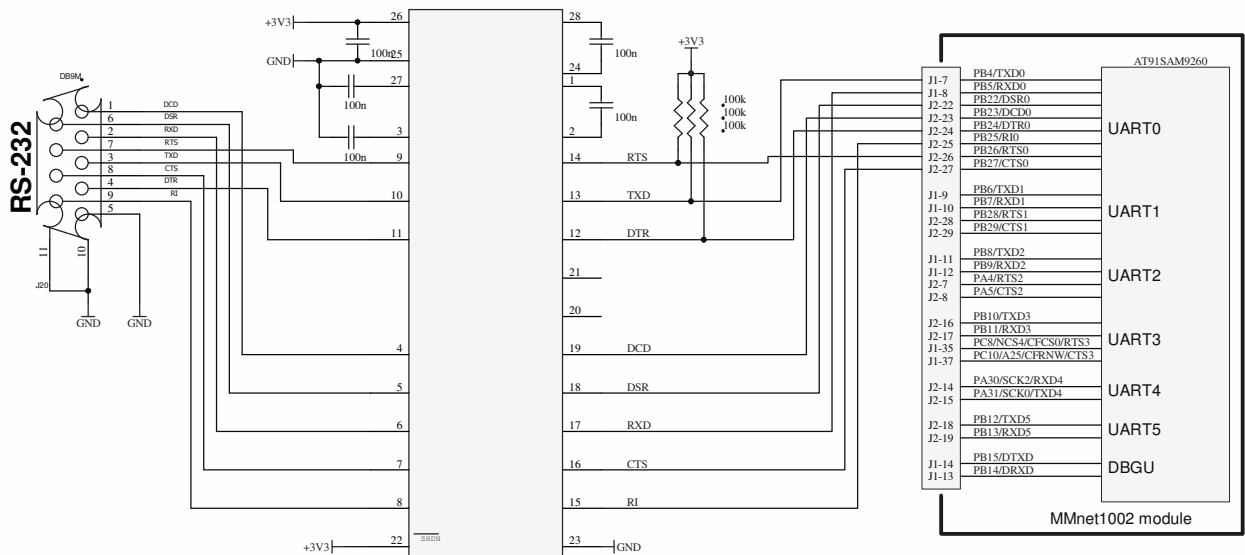 +3V3
26
28
100n
GND
25
27
100n
100n
3
24
1
100n
2
+3V3
100k
100k
100k
DB9M
RS-232
1 DCD
6 DSR
2 RXD
7 RTS
3 TXD
8 CTS
4 DTR
9 RI
5
11
10
J20
GND
GND
9
10
11
4
5
6
7
8
+3V3
22
SHDN
14 RTS
13 TXD
12 DTR
21
20
19 DCD
18 DSR
17 RXD
16 CTS
15 RI
23
GND
AT91SAM9260
J1-7 PB4/TXD0
J1-8 PB5/RXD0
J2-22 PB22/DSR0
J2-23 PB23/DCD0
J2-24 PB24/DTR0
J2-25 PB25/RI0
J2-26 PB26/RTS0
J2-27 PB27/CTS0
UART0
J1-9 PB6/TXD1
J1-10 PB7/RXD1
J2-28 PB28/RTS1
J2-29 PB29/CTS1
UART1
J1-11 PB8/TXD2
J1-12 PB9/RXD2
J2-7 PA4/RTS2
J2-8 PA5/CTS2
UART2
J2-16 PB10/TXD3
J2-17 PB11/RXD3
J1-35 PC8/NCS4/CFCS0/RTS3
J1-37 PC10/A25/CFRNW/CTS3
UART3
J2-14 PA30/SCK2/RXD4
J2-15 PA31/SCK0/TXD4
UART4
J2-18 PB12/TXD5
J2-19 PB13/RXD5
UART5
J1-14 PB15/DTXD
J1-13 PB14/DRXD
DBGU
MMnet1002 module